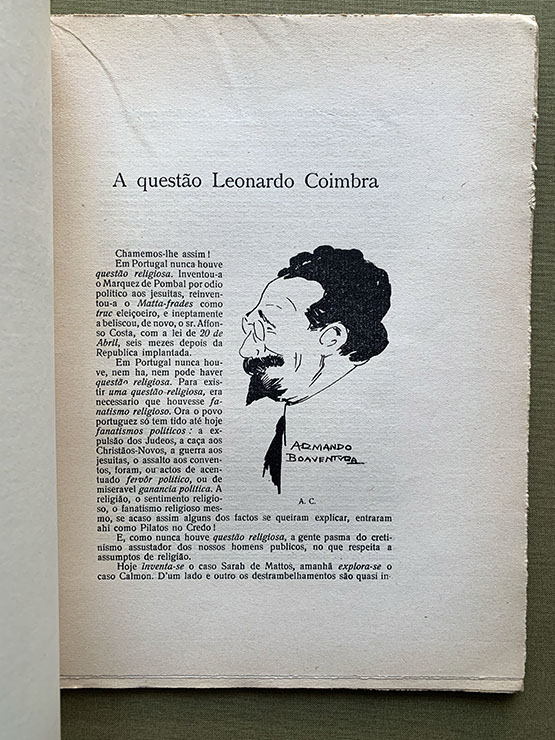 A questão Leonardo Coimbra
Chamemos-lhe assim!
Em Portugal nunca houve
questão religiosa. Inventou-a
o Marquez de Pombal por odio
politico aos jesuitas, reinven-
tou-a o Matta-frades como
truc eleiçoeiro, e ineptamente
a beliscou, de novo, o sr. Affon-
so Costa, com a lei de 20 de
Abril, seis mezes depois da
Republica implantada.
Em Portugal nunca hou-
ve, nem ha, nem pode haver
questão religiosa. Para exis-
tir uma questão-religiosa, era
necessario que houvesse fa-
natismo religioso. Ora o povo
portuguez só tem tido até hoje
fanatismos politicos: a ex-
pulsão dos Judeos, a caça aos
Christãos-Novos, a guerra aos
jesuitas, o assalto aos conven-
tos, foram, ou actos de acen-
tuado fervôr politico, ou de
miseravel ganancia politica. A
religião, o sentimento religio-
so, o fanatismo religioso mes-
mo, se acaso assim alguns dos factos se queiram explicar, entraram
ahi como Pilatos no Credo!
E, como nunca houve questão religiosa, a gente pasma do creti-
nismo assustador dos nossos homens publicos, no que respeita a
assumptos de religião.
Hoje inventa-se o caso Sarah de Mattos, amanhã explora-se o
caso Calmon. D'um lado e outro os destrambelhamentos são quasi in-
ARMANDO
BOAVENTURA
A. C.